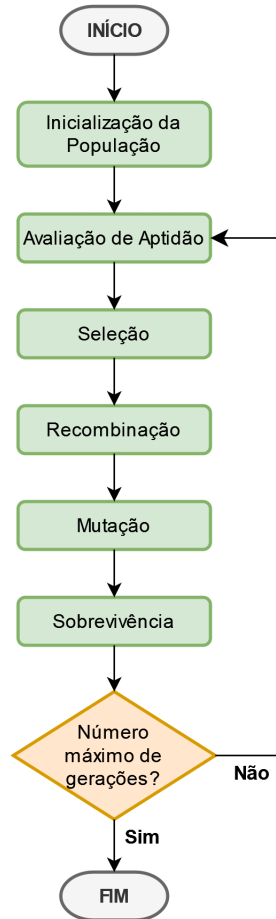 INÍCIO
Inicialização da
População
Avaliação de Aptidão
Seleção
Recombinação
Mutação
Sobrevivência
Número
máximo de
gerações?
Não
Sim
FIM